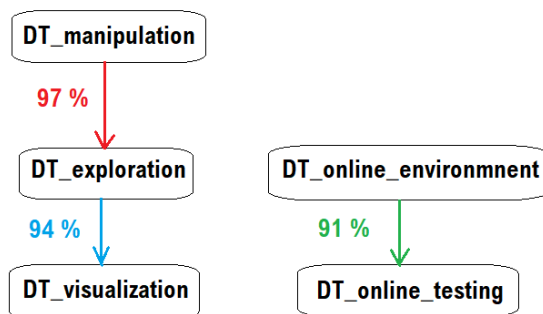 DT_manipulation
97 %
DT_exploration
DT_online_environmnent
94 %
91 %
DT_visualization
DT_online_testing